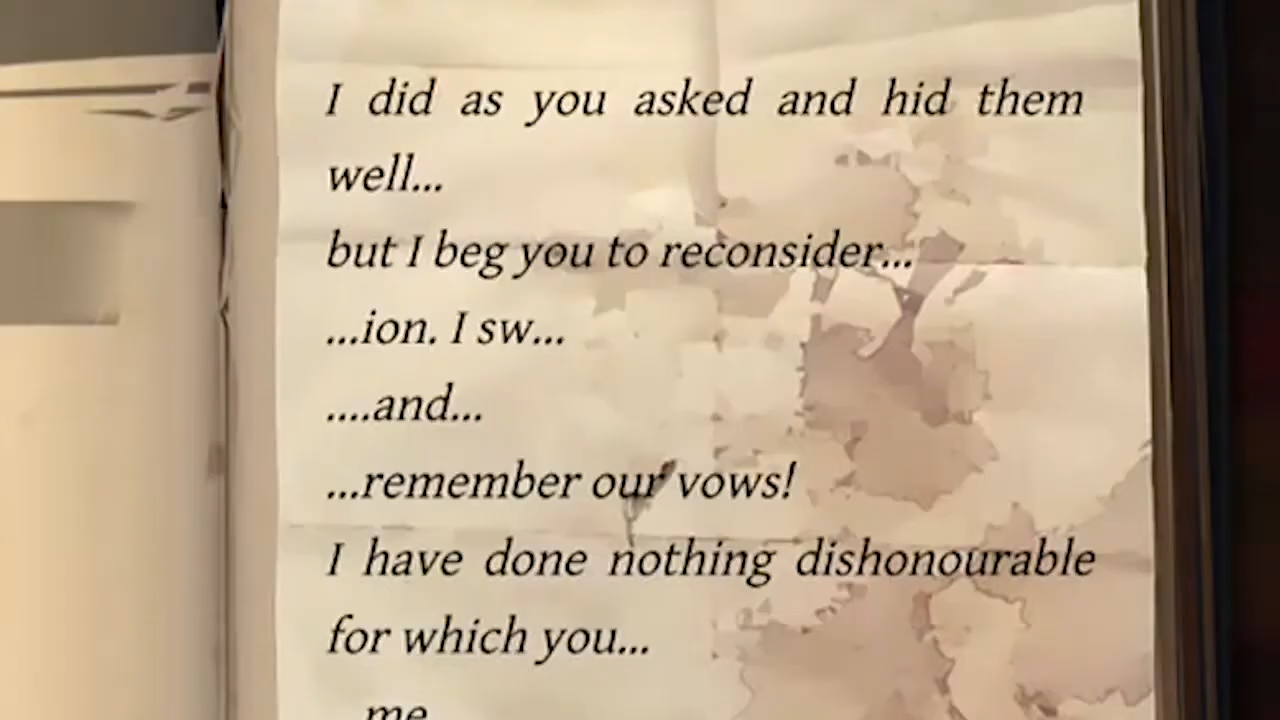 I did as you asked and hid them
well...
but I beg you to reconsider...
...ion. I sw...
....and...
...remember our vows!
I have done nothing dishonourable
for which you...
...me